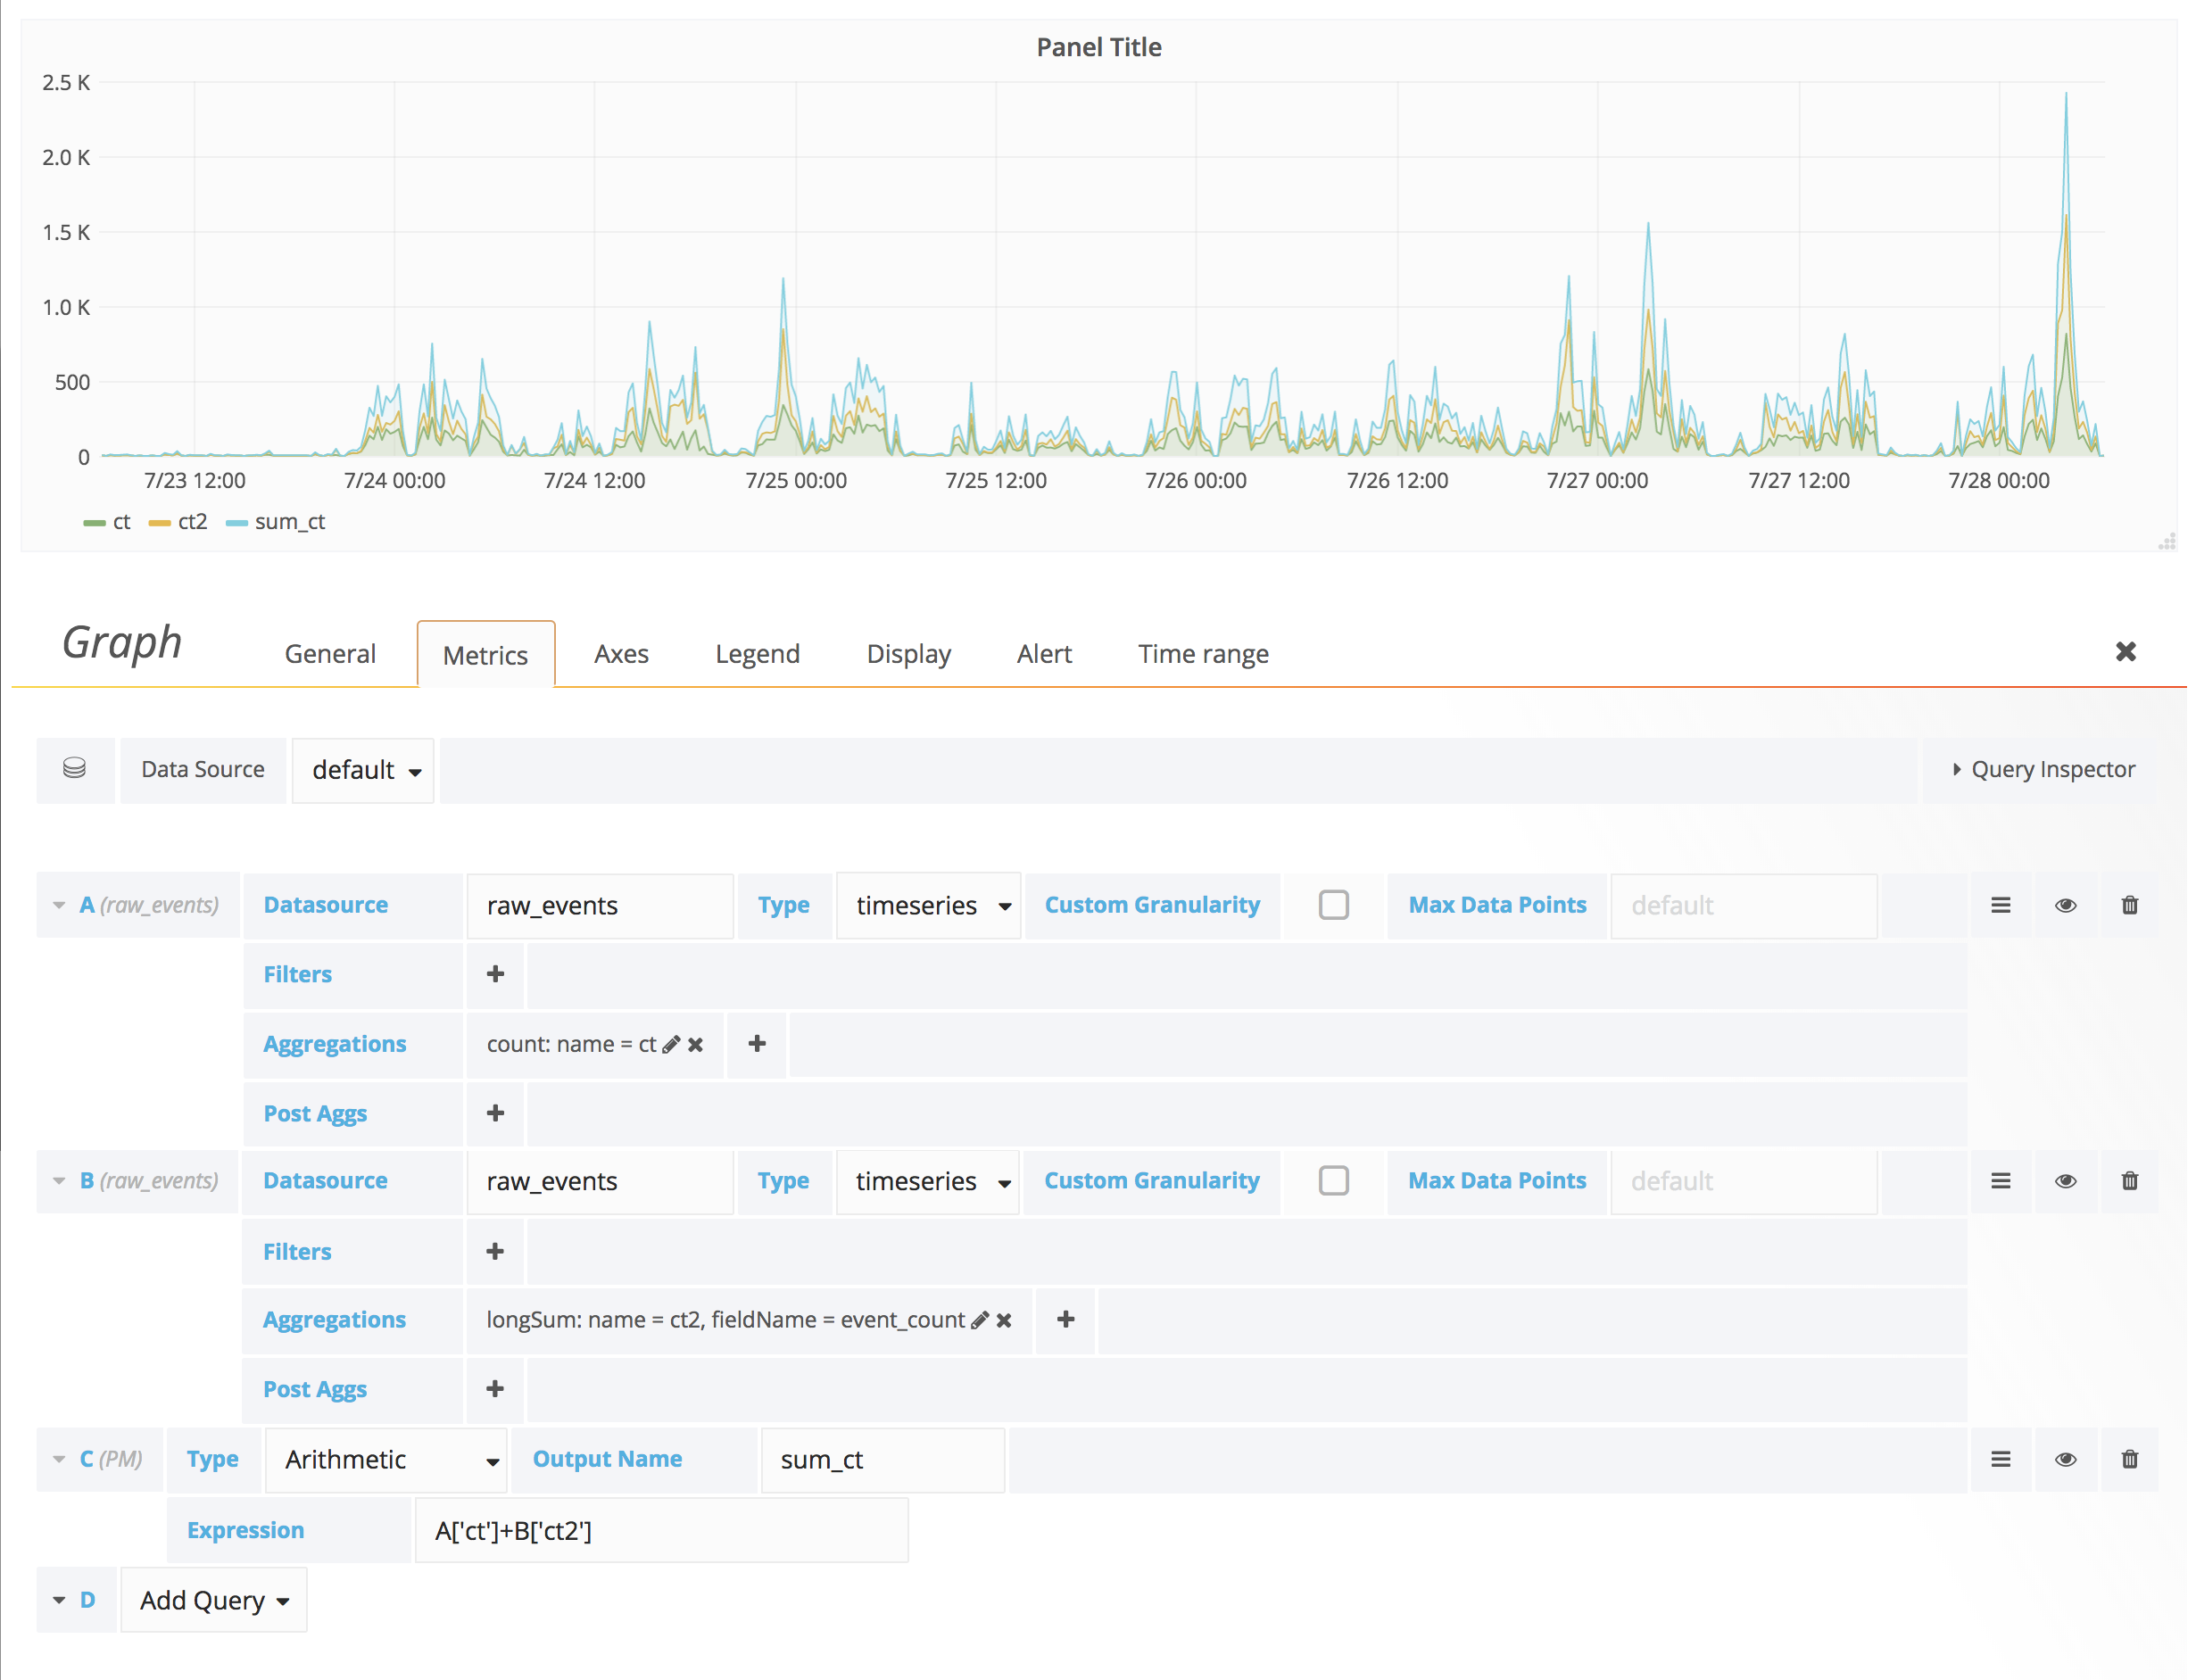 Panel Title
2.5 K
2.0 K
1.5 K
1.0 K
500
0
7/23 12:00 7/24 00:00 7/24 12:00 7/25 00:00 7/25 12:00 7/26 00:00 7/26 12:00 7/27 00:00 7/27 12:00 7/28 00:00
ct ct2 sum_ct
Graph General Metrics Axes Legend Display Alert Time range
Data Source default Query Inspector
A (raw_events) Datasource raw_events Type timeseries Custom Granularity Max Data Points default
Filters
Aggregations count: name = ct
Post Aggs
B (raw_events) Datasource raw_events Type timeseries Custom Granularity Max Data Points default
Filters
Aggregations longSum: name = ct2, fieldName = event_count
Post Aggs
C (PM) Type Arithmetic Output Name sum_ct
Expression A['ct']+B['ct2']
D Add Query